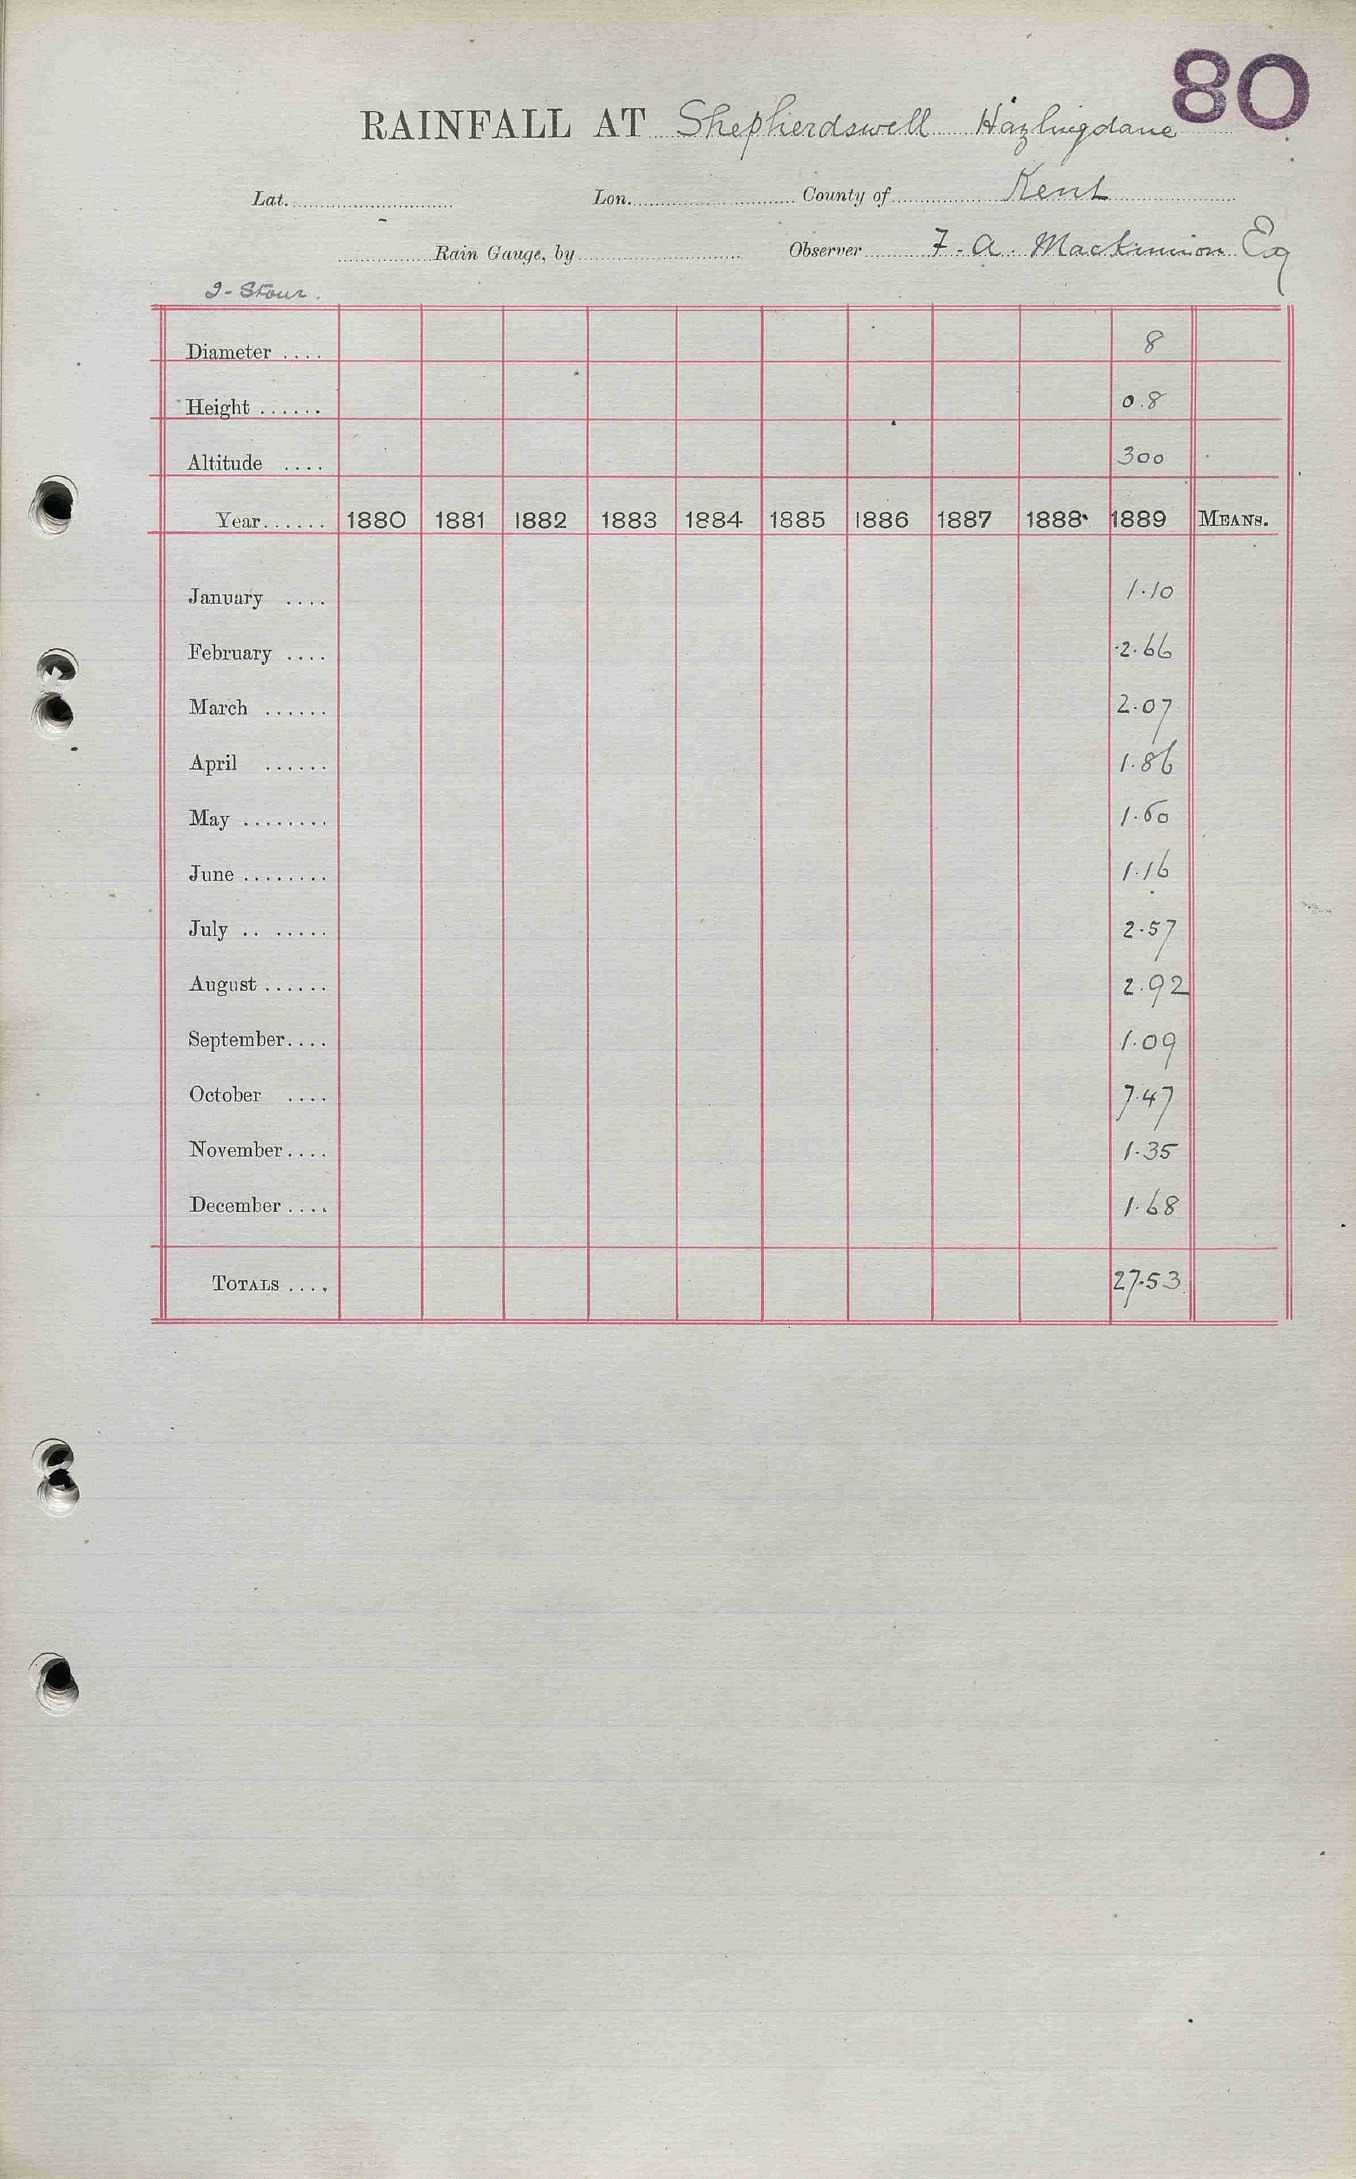 80
RAINFALL AT Shepherdswell Hazlingdane
Lat. Lon. County of Kent
Rain Gauge, by Observer F. A. Mackinnon Esq
2-Stour.
Diameter .... 8
Height ...... 0.8
Altitude .... 300
Year...... 1880 1881 1882 1883 1884 1885 1886 1887 1888 1889 MEANS.
January .... 1.10
February .... 2.66
March ...... 2.07
April ...... 1.86
May ........ 1.60
June ........ 1.16
July .. ..... 2.57
August ...... 2.92
September.... 1.09
October .... 7.47
November.... 1.35
December .... 1.68
TOTALS .... 27.53